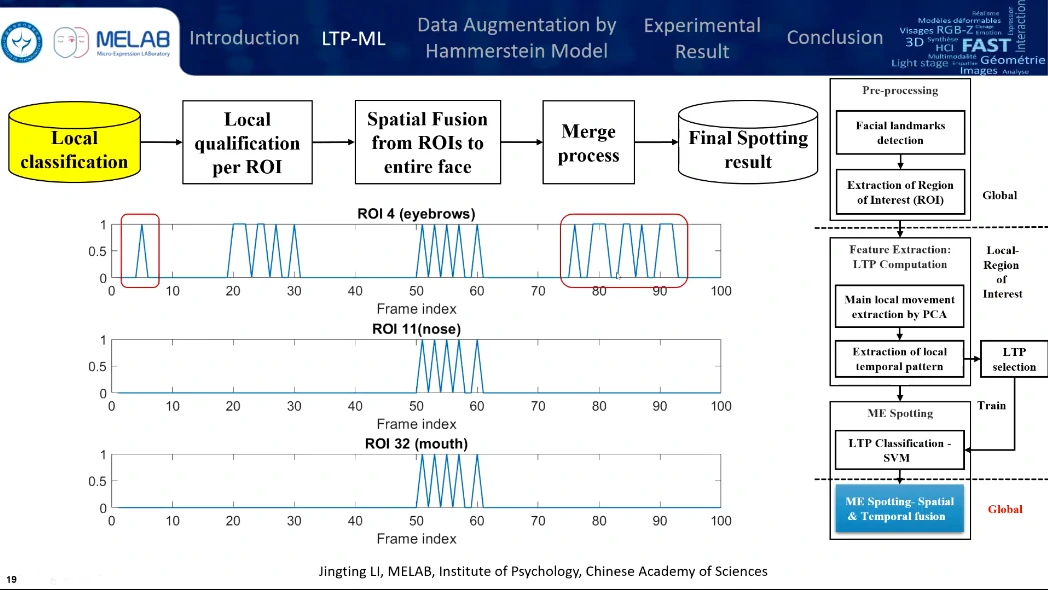 MELAB
Micro-Expression LABoratory
Introduction
LTP-ML
Data Augmentation by
Hammerstein Model
Experimental
Result
Conclusion
Réalisme
Modèles déformables
Visages RGB-Z
Emotion
3D Synthèse
HCI FAST
Multimodalité
Géométrie
Light stage
Images Analyse
Interaction
Expression
Local
classification
Local
qualification
per ROI
Spatial Fusion
from ROIs to
entire face
Merge
process
Final Spotting
result
ROI 4 (eyebrows)
1
0.5
0
0 10 20 30 40 50 60 70 80 90 100
Frame index
ROI 11(nose)
1
0.5
0
0 10 20 30 40 50 60 70 80 90 100
Frame index
ROI 32 (mouth)
1
0.5
0
0 10 20 30 40 50 60 70 80 90 100
Frame index
Pre-processing
Facial landmarks
detection
Extraction of Region
of Interest (ROI)
Global
Feature Extraction:
LTP Computation
Local-
Region
of
Interest
Main local movement
extraction by PCA
Extraction of local
temporal pattern
LTP
selection
ME Spotting
Train
LTP Classification -
SVM
ME Spotting- Spatial
& Temporal fusion
Global
19
Jingting LI, MELAB, Institute of Psychology, Chinese Academy of Sciences